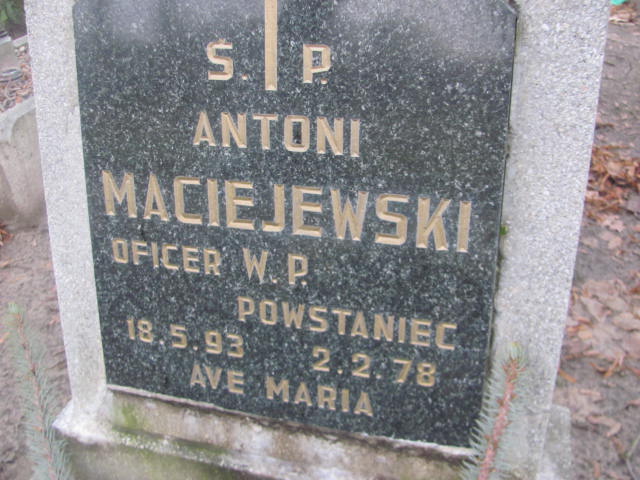 S. P.
ANTONI
MACIEJEWSKI
OFICER W. P.
POWSTANIEC
18.5.93 2.2.78
AVE MARIA